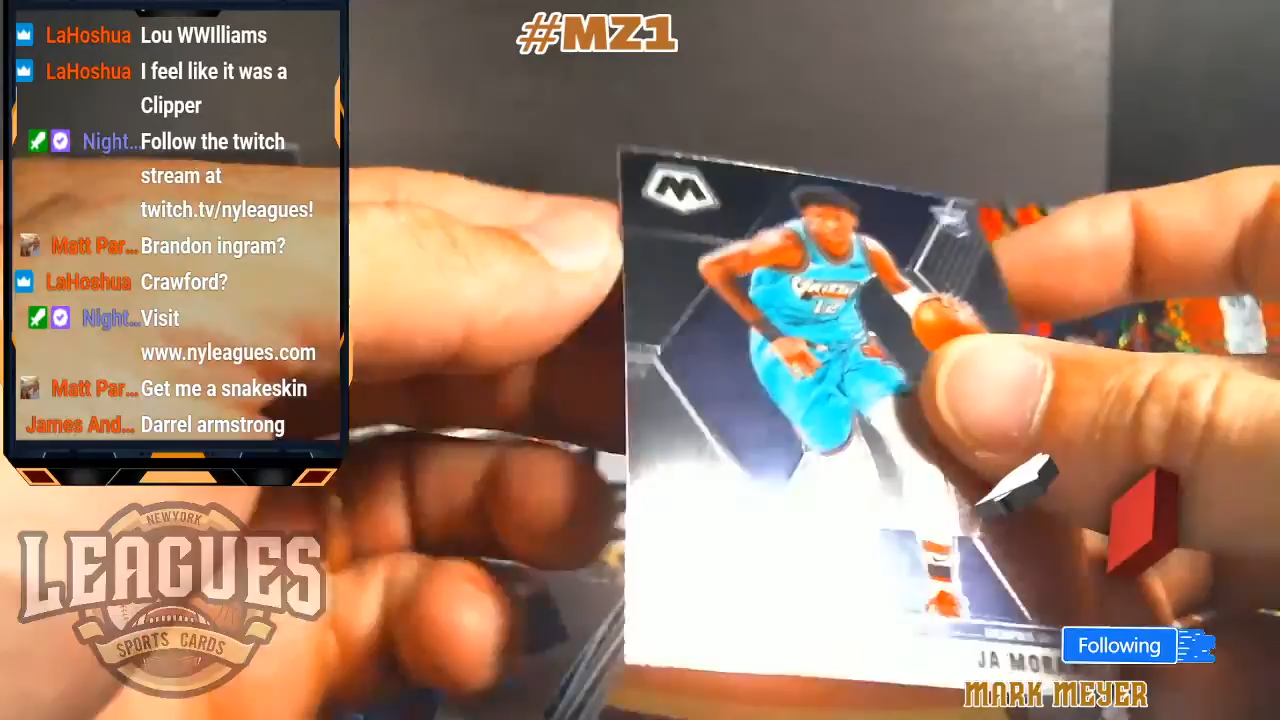 #MZ1
LaHoshua Lou WWIlliams
LaHoshua I feel like it was a
Clipper
Night... Follow the twitch
stream at
twitch.tv/nyleagues!
Matt Par... Brandon ingram?
LaHoshua Crawford?
Night... Visit
www.nyleagues.com
Matt Par... Get me a snakeskin
James And... Darrel armstrong
NEWYORK
LEAGUES
SPORTS CARDS
M
12
JA MOR
Following
MARK MEYER